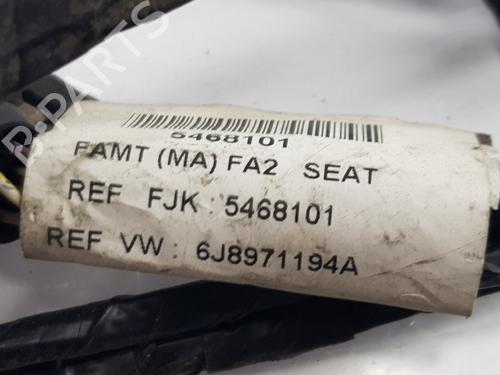 B-PARTS
5468101
FAMT (MA) FA2 SEAT
REF FJK : 5468101
REF VW : 6J8971194A